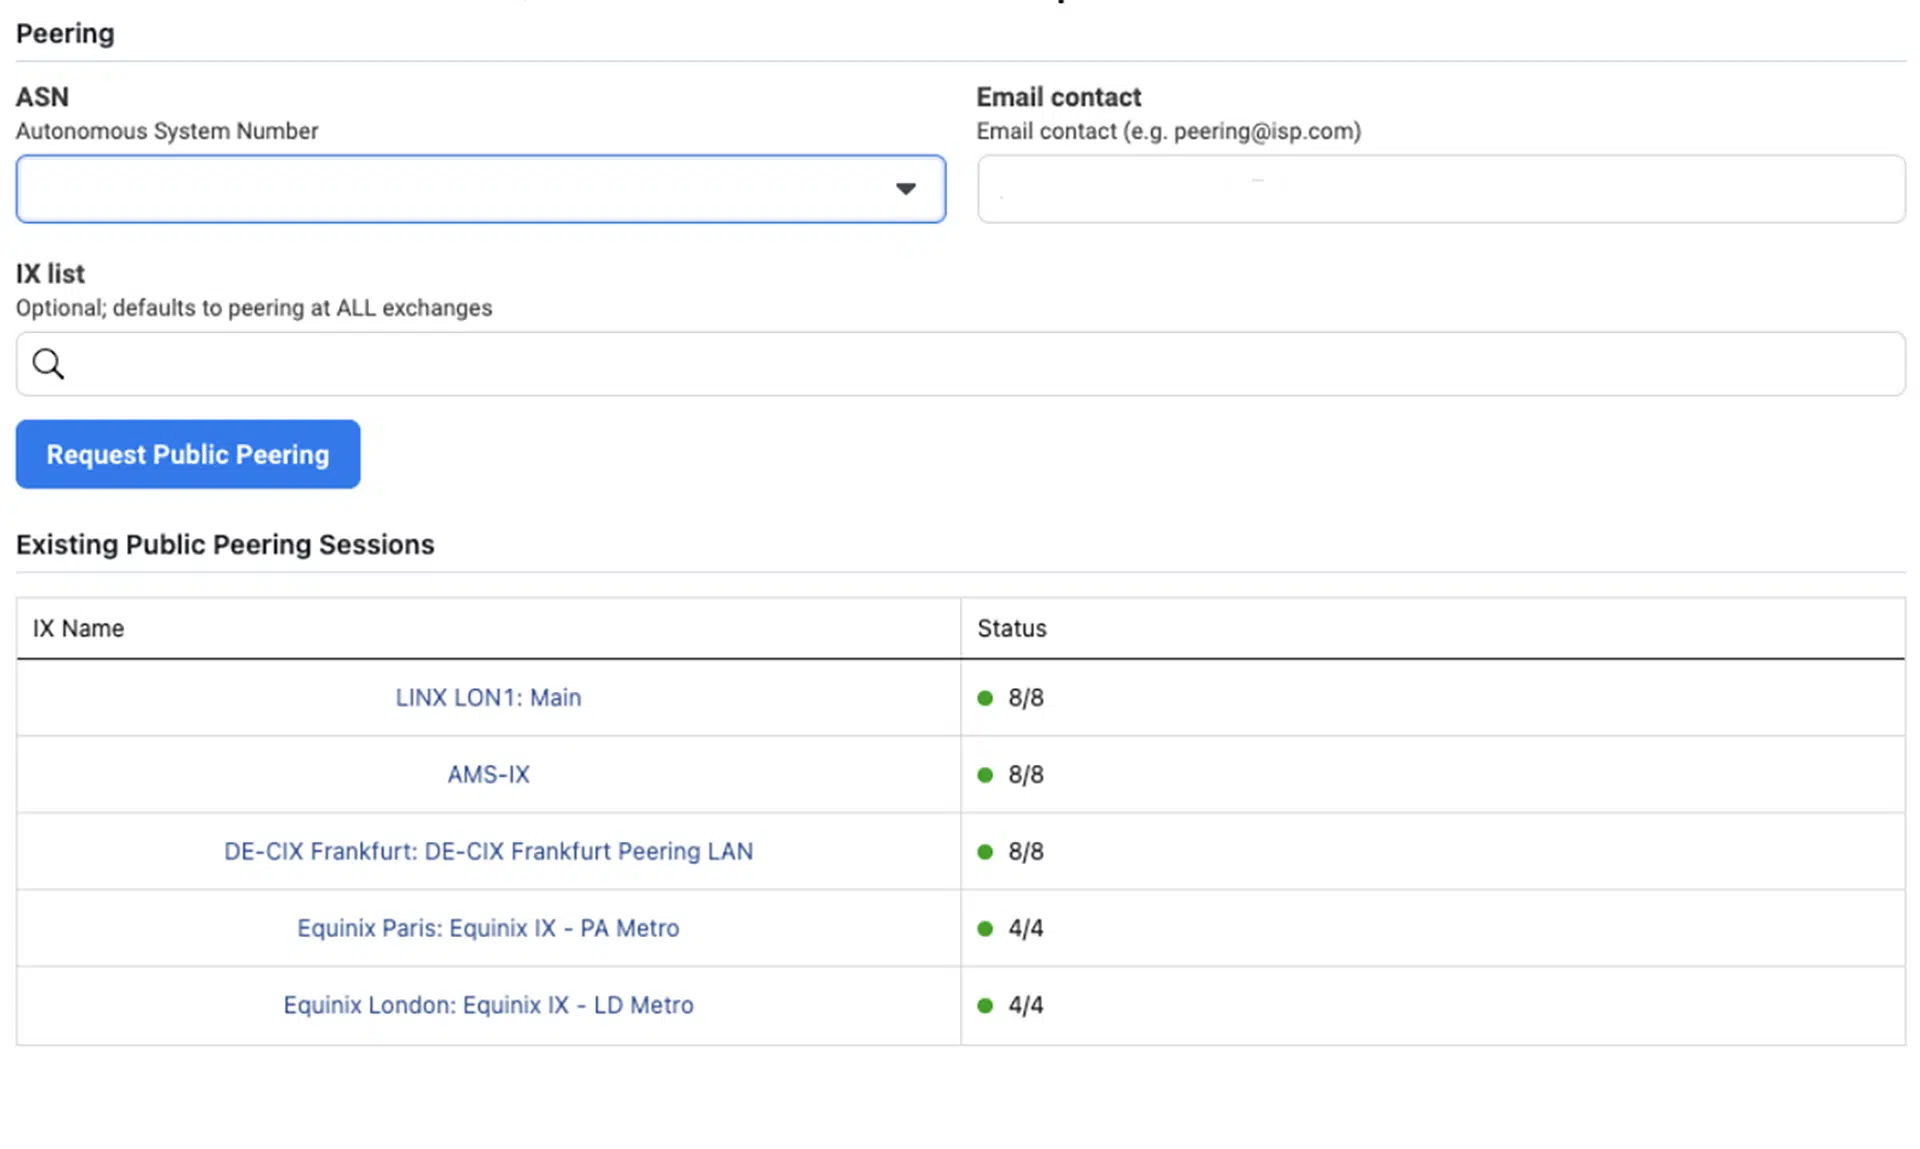 Peering
ASN
Autonomous System Number
Email contact
Email contact (e.g. peering@isp.com)
IX list
Optional; defaults to peering at ALL exchanges
Request Public Peering
Existing Public Peering Sessions
IX Name Status
LINX LON1: Main 8/8
AMS-IX 8/8
DE-CIX Frankfurt: DE-CIX Frankfurt Peering LAN 8/8
Equinix Paris: Equinix IX - PA Metro 4/4
Equinix London: Equinix IX - LD Metro 4/4